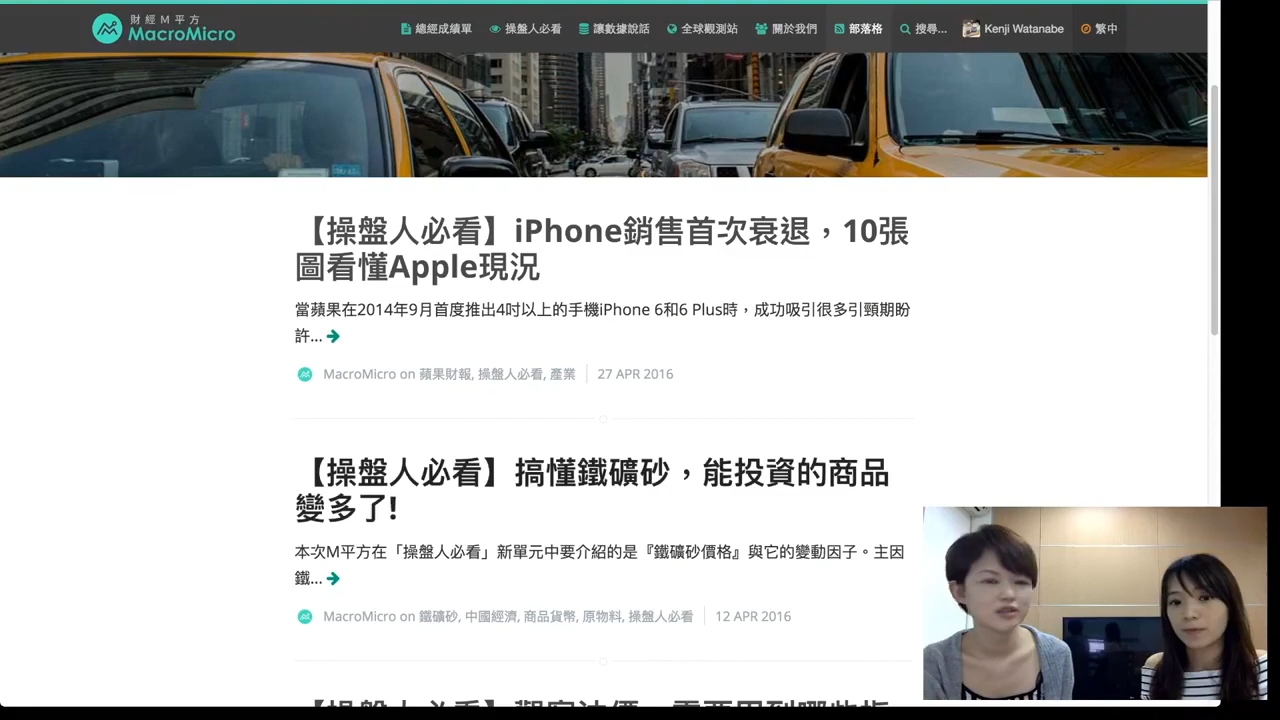 財經M平方
MacroMicro
總經成績單
操盤人必看
讓數據說話
全球觀測站
關於我們
部落格
搜尋...
Kenji Watanabe
繁中
【操盤人必看】iPhone銷售首次衰退，10張
圖看懂Apple現況
當蘋果在2014年9月首度推出4吋以上的手機iPhone 6和6 Plus時，成功吸引很多引頸期盼
許...
MacroMicro on 蘋果財報, 操盤人必看, 產業
27 APR 2016
【操盤人必看】搞懂鐵礦砂，能投資的商品
變多了!
本次M平方在「操盤人必看」新單元中要介紹的是『鐵礦砂價格』與它的變動因子。主因
鐵...
MacroMicro on 鐵礦砂, 中國經濟, 商品貨幣, 原物料, 操盤人必看
12 APR 2016
【操盤人必看】